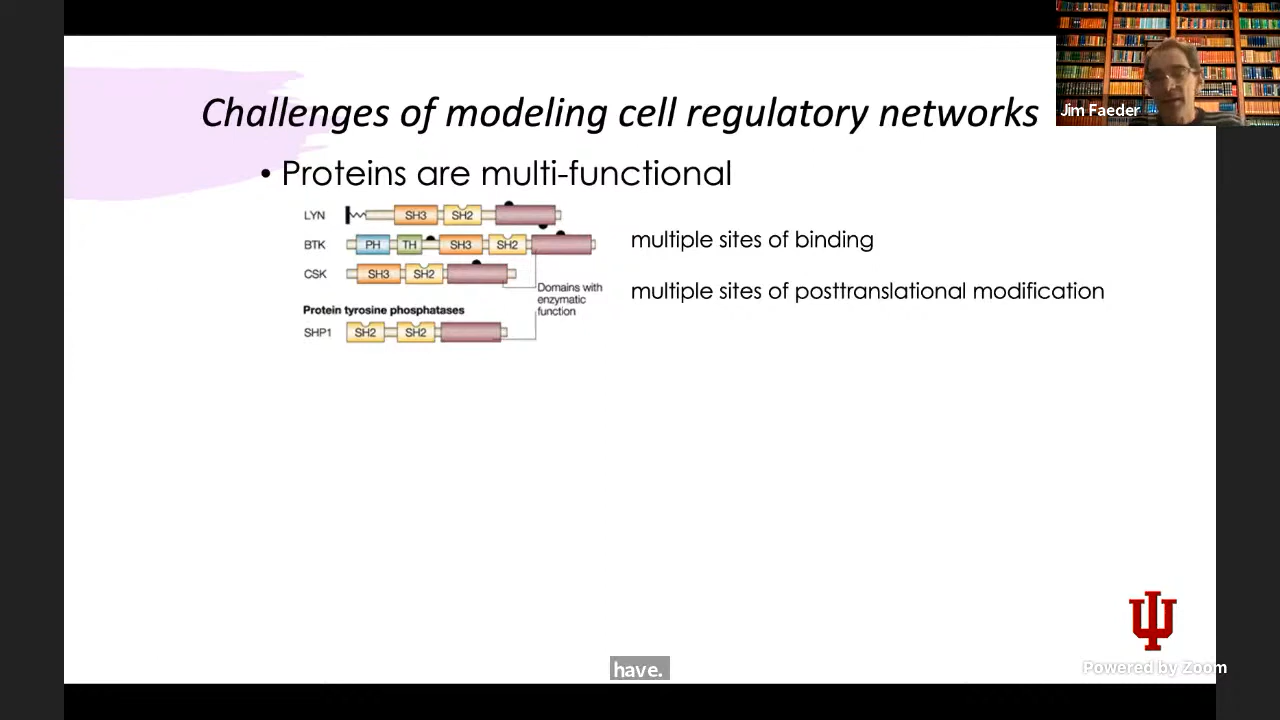 Jim Faeder
Challenges of modeling cell regulatory networks
• Proteins are multi-functional
LYN SH3 SH2
BTK PH TH SH3 SH2
CSK SH3 SH2
Domains with
enzymatic
function
Protein tyrosine phosphatases
SHP1 SH2 SH2
multiple sites of binding
multiple sites of posttranslational modification
have.
Powered by Zoom